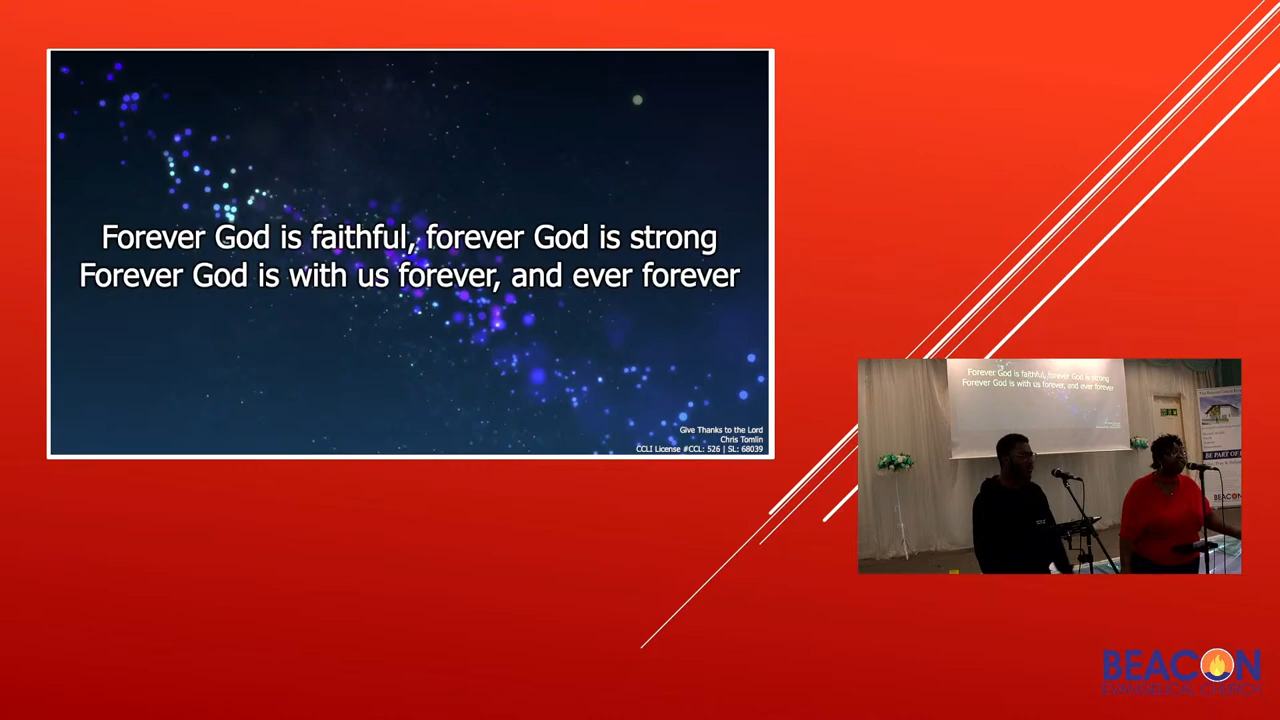 Forever God is faithful, forever God is strong
Forever God is with us forever, and ever forever
Give Thanks to the Lord
Chris Tomlin
CCLI License #CCL: 526 | SL: 68039
Forever God is faithful, forever God is strong
Forever God is with us forever, and ever forever
BE PART OF
BEACON
BEACON
EVANGELICAL CHURCH